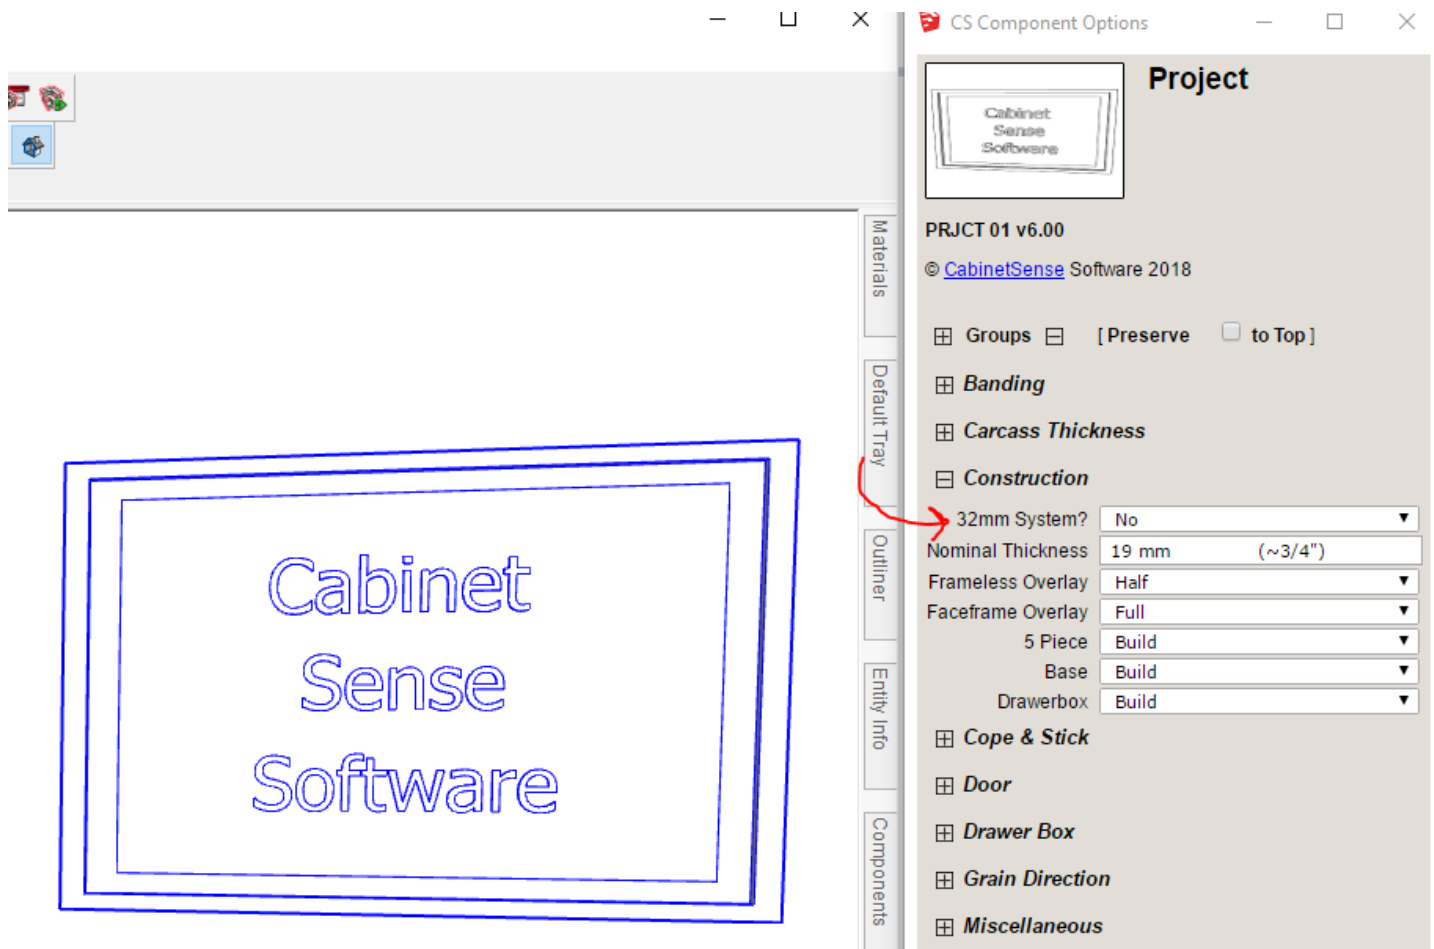 CS Component Options
Project
Cabinet
Sense
Software
PRJCT 01 v6.00
© CabinetSense Software 2018
Groups [ Preserve to Top ]
Banding
Carcass Thickness
Construction
32mm System? No
Nominal Thickness 19 mm (~3/4")
Frameless Overlay Half
Faceframe Overlay Full
5 Piece Build
Base Build
Drawerbox Build
Cope & Stick
Door
Drawer Box
Grain Direction
Miscellaneous
Materials
Default Tray
Outliner
Entity Info
Components
Cabinet
Sense
Software